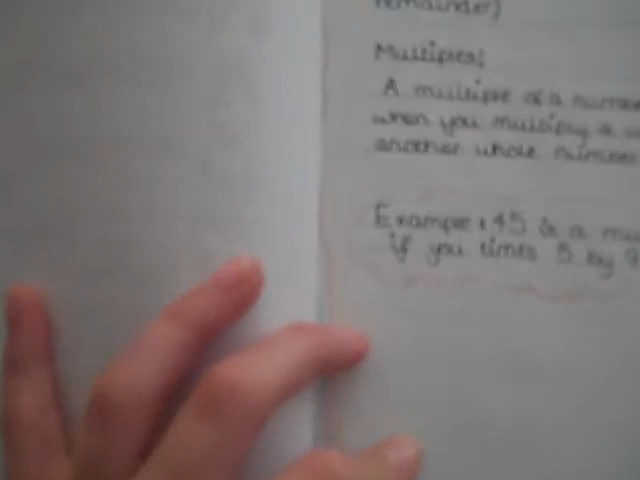 remainder)
Multiples:
A multiple of a number
when you multiply a
another whole number
Example: 45 is a
if you times 5 by 9